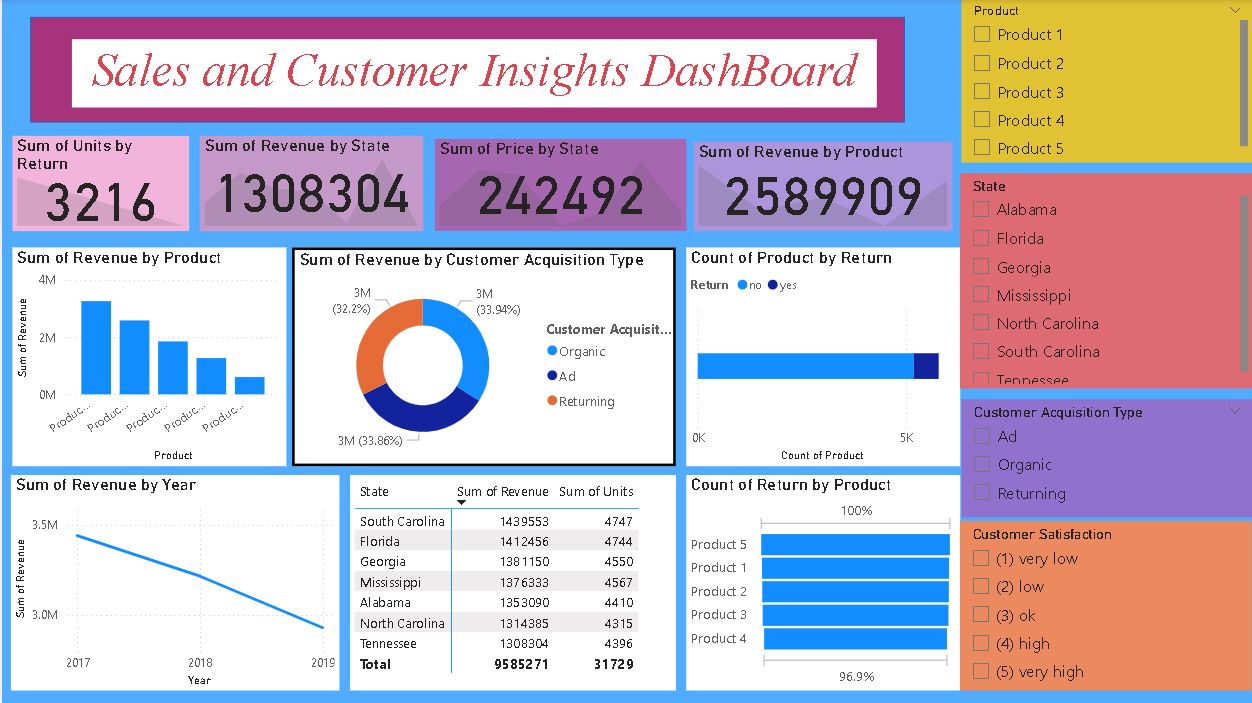 Sales and Customer Insights DashBoard
Sum of Units by
Return
3216
Sum of Revenue by State
1308304
Sum of Price by State
242492
Sum of Revenue by Product
2589909
Sum of Revenue by Product
Sum of Revenue
4M
2M
0M
Produc...
Produc...
Produc...
Produc...
Produc...
Product
Sum of Revenue by Customer Acquisition Type
3M
(32.2%)
3M
(33.94%)
3M (33.86%)
Customer Acquisit...
Organic
Ad
Returning
Count of Product by Return
Return no yes
0K 5K
Count of Product
Sum of Revenue by Year
Sum of Revenue
3.5M
3.0M
2017 2018 2019
Year
State Sum of Revenue Sum of Units
South Carolina 1439553 4747
Florida 1412456 4744
Georgia 1381150 4550
Mississippi 1376333 4567
Alabama 1353090 4410
North Carolina 1314385 4315
Tennessee 1308304 4396
Total 9585271 31729
Count of Return by Product
100%
Product 5
Product 1
Product 2
Product 3
Product 4
96.9%
Product
Product 1
Product 2
Product 3
Product 4
Product 5
State
Alabama
Florida
Georgia
Mississippi
North Carolina
South Carolina
Tennessee
Customer Acquisition Type
Ad
Organic
Returning
Customer Satisfaction
(1) very low
(2) low
(3) ok
(4) high
(5) very high